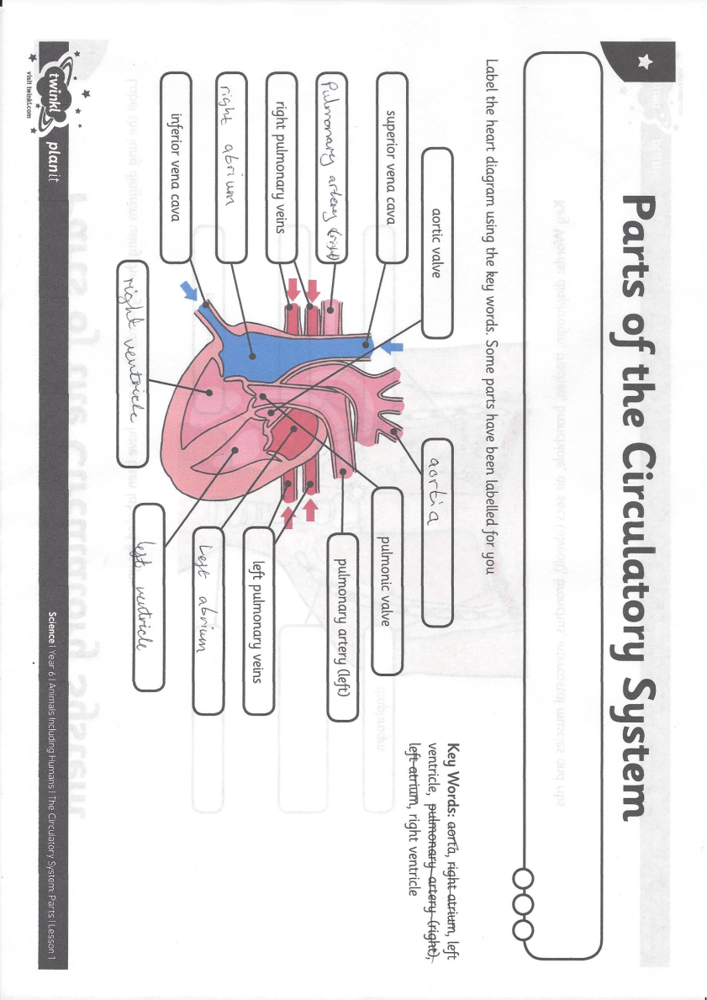 Parts of the Circulatory System
Label the heart diagram using the key words. Some parts have been labelled for you
Key Words: aorta, right atrium, left
ventricle, pulmonary artery (right),
left atrium, right ventricle
aortic valve
aortia
superior vena cava
pulmonic valve
Pulmonary artery (right)
pulmonary artery (left)
right pulmonary veins
left pulmonary veins
right atrium
Left atrium
inferior vena cava
left ventricle
right ventricle
twinkl
visit twinkl.com
planit
Science | Year 6 | Animals Including Humans | The Circulatory System: Parts | Lesson 1